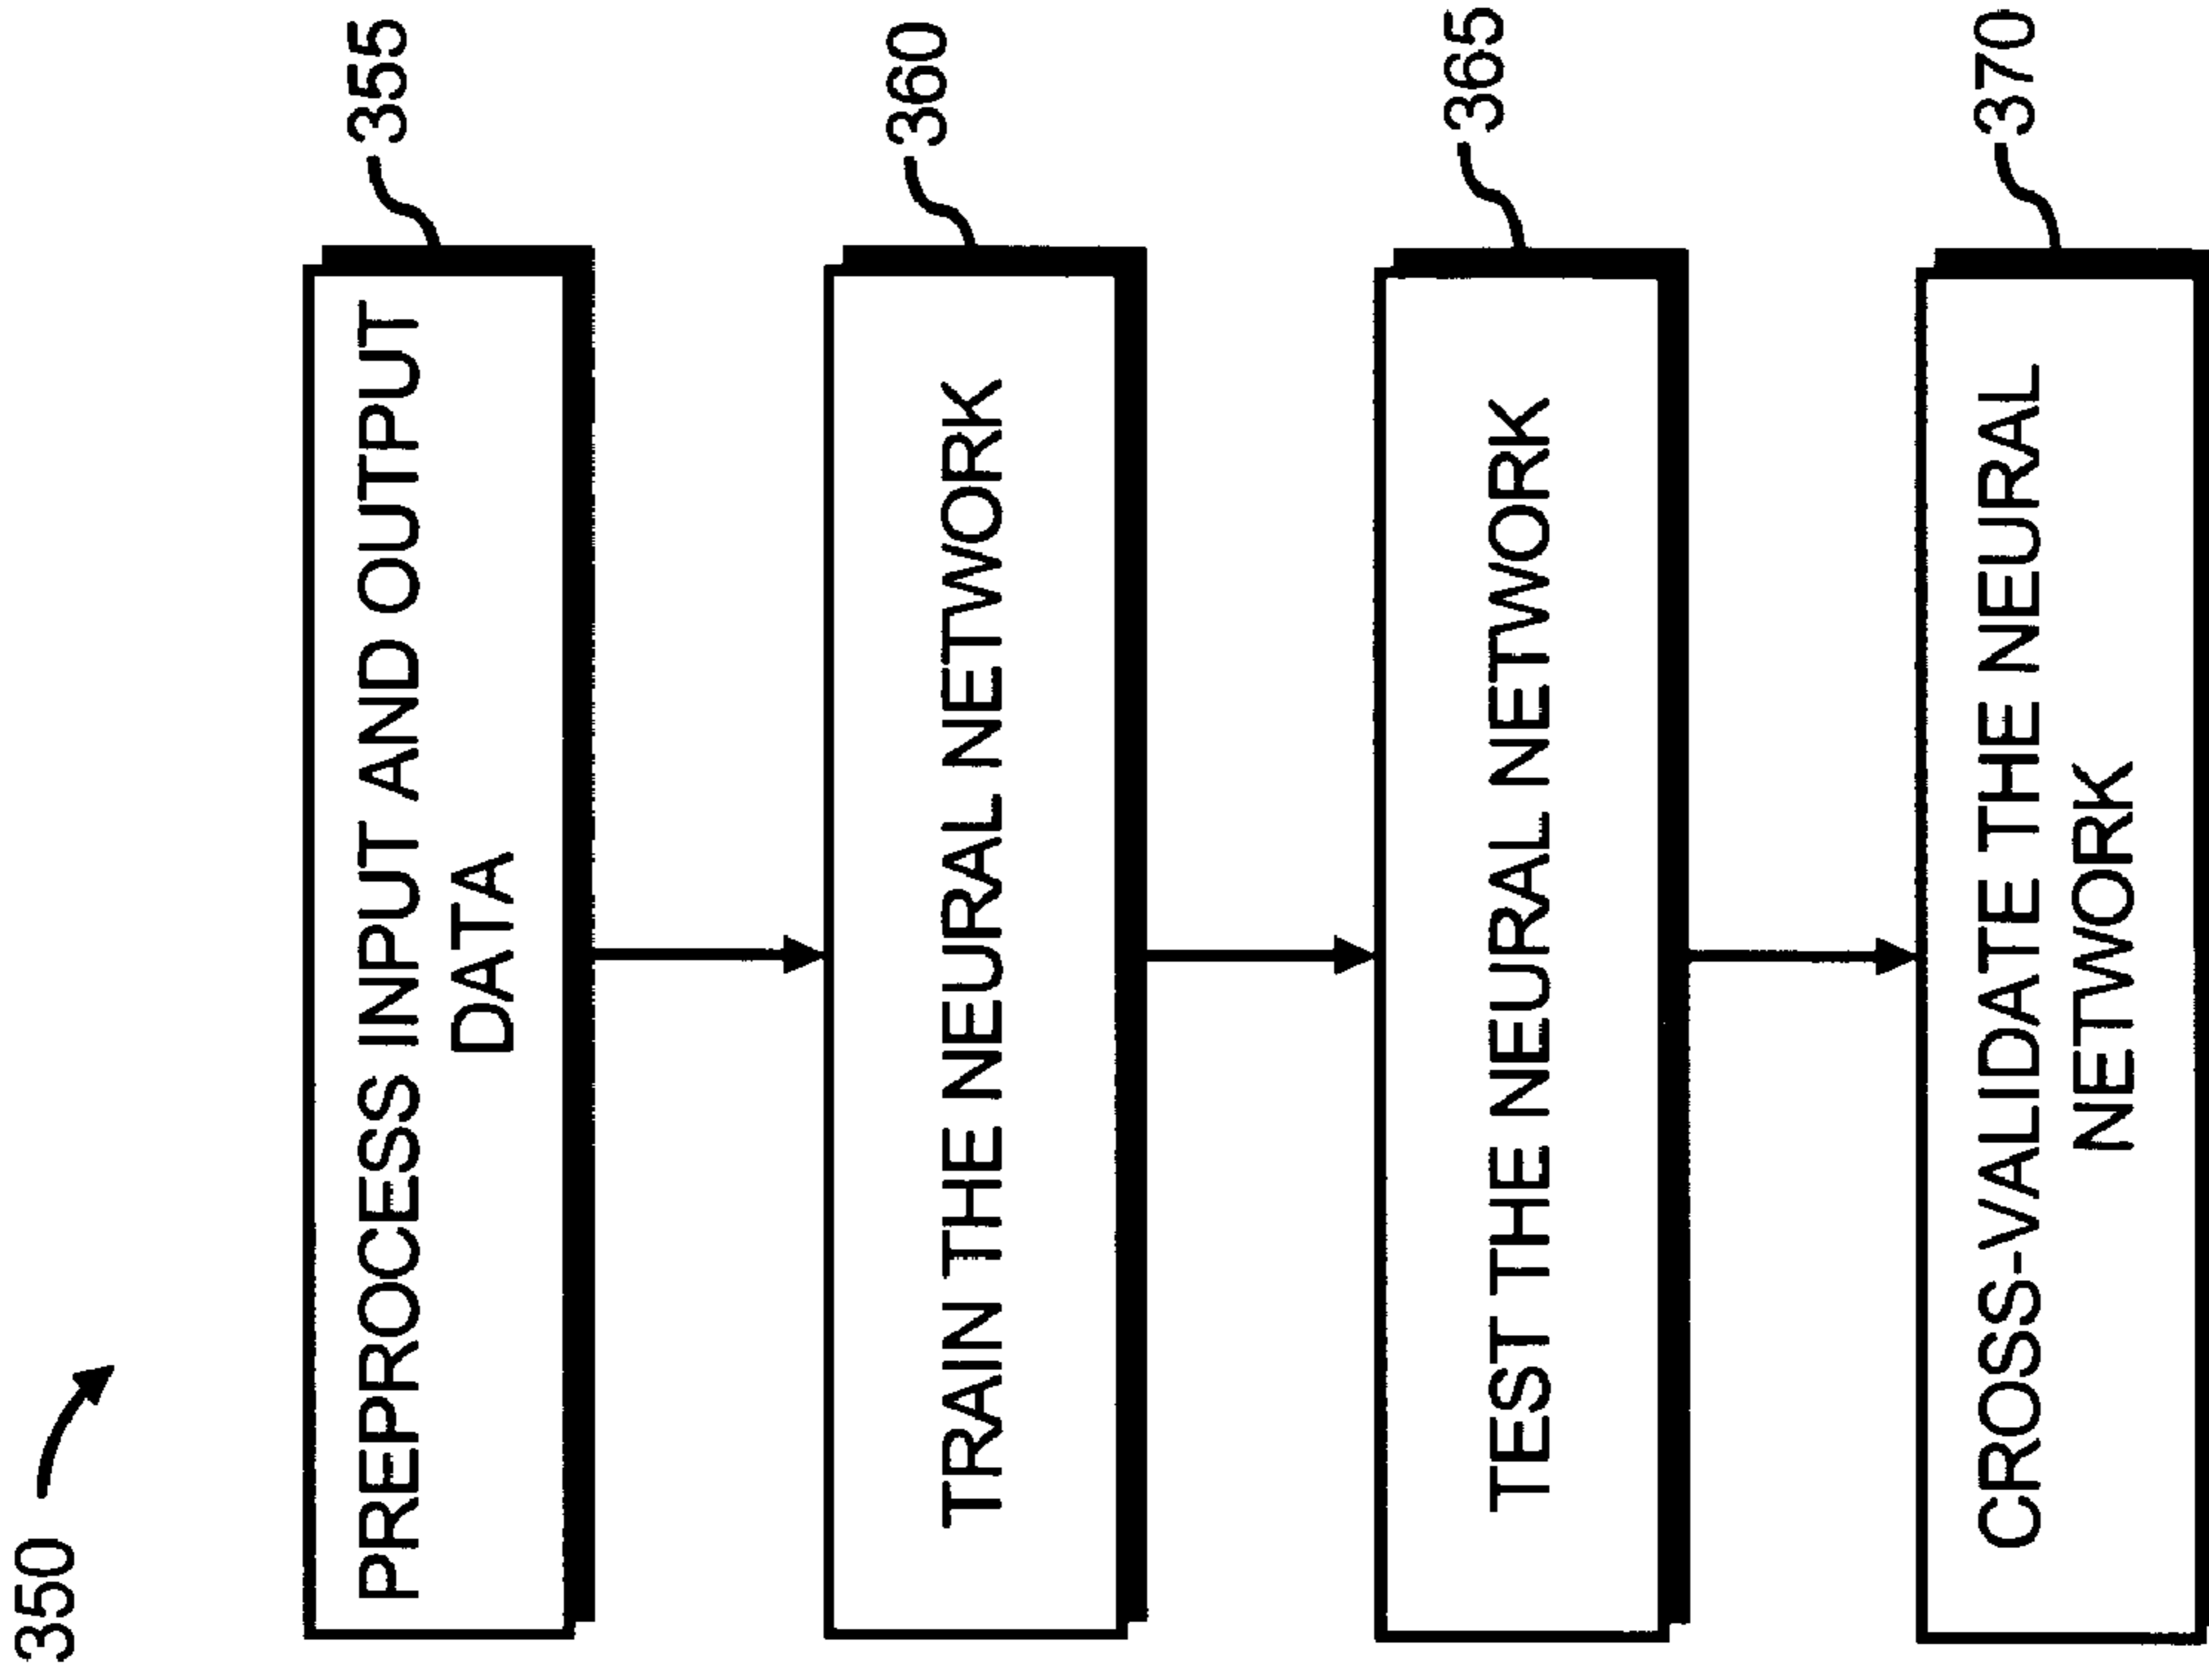 350
PREPROCESS INPUT AND OUTPUT
DATA
355
TRAIN THE NEURAL NETWORK
360
TEST THE NEURAL NETWORK
365
CROSS-VALIDATE THE NEURAL
NETWORK
370